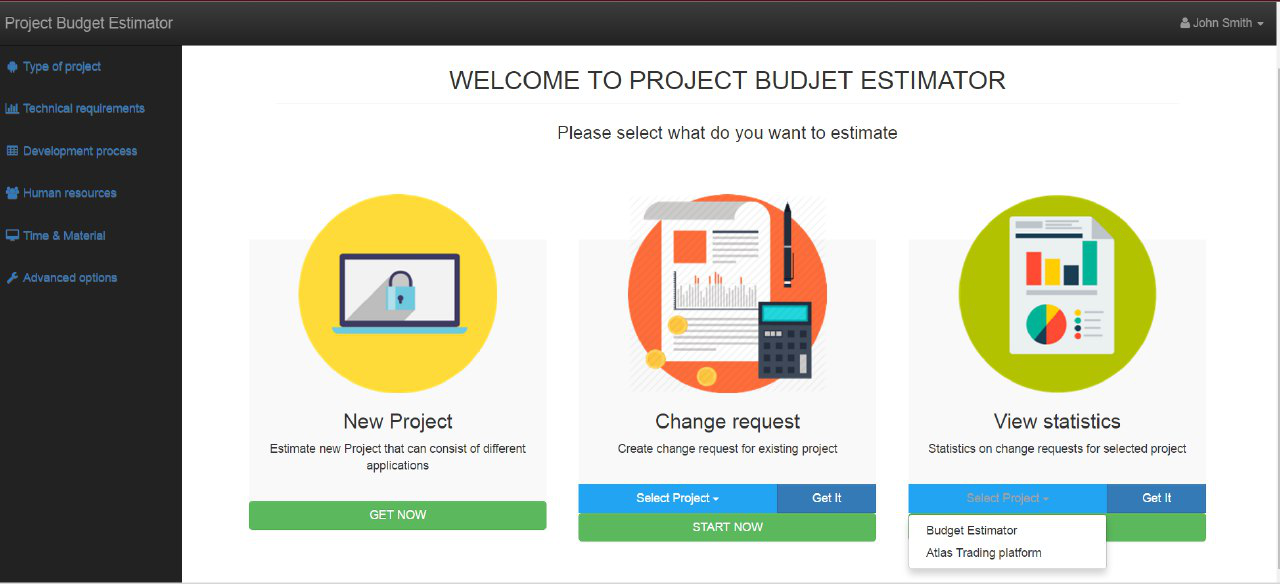 Project Budget Estimator
John Smith
Type of project
Technical requirements
Development process
Human resources
Time & Material
Advanced options
WELCOME TO PROJECT BUDJET ESTIMATOR
Please select what do you want to estimate
New Project
Estimate new Project that can consist of different
applications
GET NOW
Change request
Create change request for existing project
Select Project
Get It
START NOW
View statistics
Statistics on change requests for selected project
Select Project
Get It
Budget Estimator
Atlas Trading platform